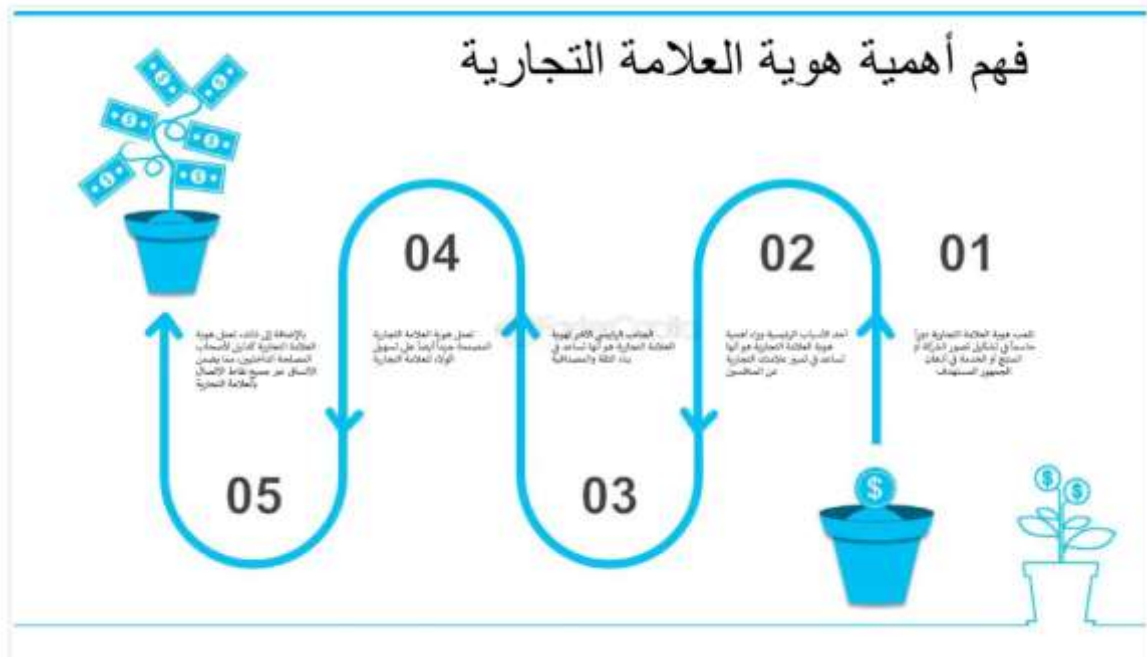 فهم أهمية هوية العلامة التجارية
01
تلعب هوية العلامة التجارية دوراً
حاسماً في تشكيل تصور الشركة أو
المنتج أو الخدمة في أذهان
الجمهور المستهدف
02
أحد الأسباب الرئيسية وراء أهمية
هوية العلامة التجارية هو أنها
تساعد في تمييز علامتك التجارية
عن المنافسين
03
الجانب الرئيسي الآخر لهوية
العلامة التجارية هو أنها تساعد في
بناء الثقة والمصداقية
04
تعمل هوية العلامة التجارية
المصممة جيداً أيضاً على تسهيل
الولاء للعلامة التجارية
05
بالإضافة إلى ذلك، تعمل هوية
العلامة التجارية كدليل لأصحاب
المصلحة الداخليين، مما يضمن
الاتساق عبر جميع نقاط الاتصال
بالعلامة التجارية